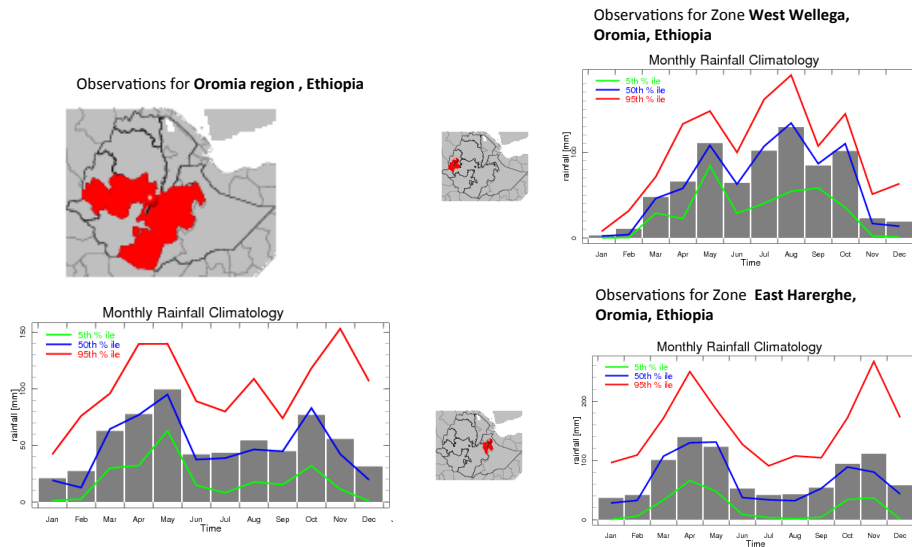 Observations for Oromia region , Ethiopia
Monthly Rainfall Climatology
5th % ile
50th % ile
95th % ile
150
100
50
0
rainfall [mm]
Jan Feb Mar Apr May Jun Jul Aug Sep Oct Nov Dec
Time
Observations for Zone West Wellega,
Oromia, Ethiopia
Monthly Rainfall Climatology
5th % ile
50th % ile
95th % ile
100
0
rainfall [mm]
Jan Feb Mar Apr May Jun Jul Aug Sep Oct Nov Dec
Time
Observations for Zone East Harerghe,
Oromia, Ethiopia
Monthly Rainfall Climatology
5th % ile
50th % ile
95th % ile
200
100
0
rainfall [mm]
Jan Feb Mar Apr May Jun Jul Aug Sep Oct Nov Dec
Time